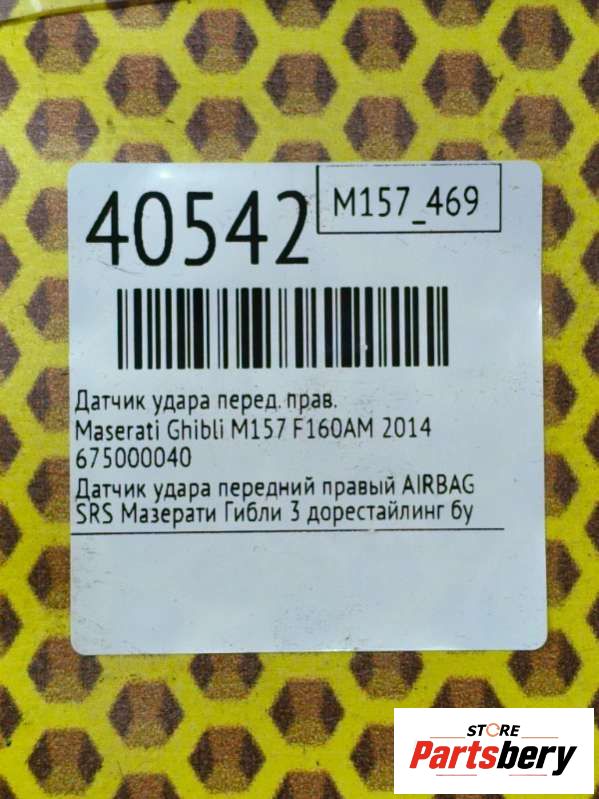 40542
M157_469
Датчик удара перед. прав.
Maserati Ghibli M157 F160AM 2014
675000040
Датчик удара передний правый AIRBAG
SRS Мазерати Гибли 3 дорестайлинг бу
STORE
Partsbery